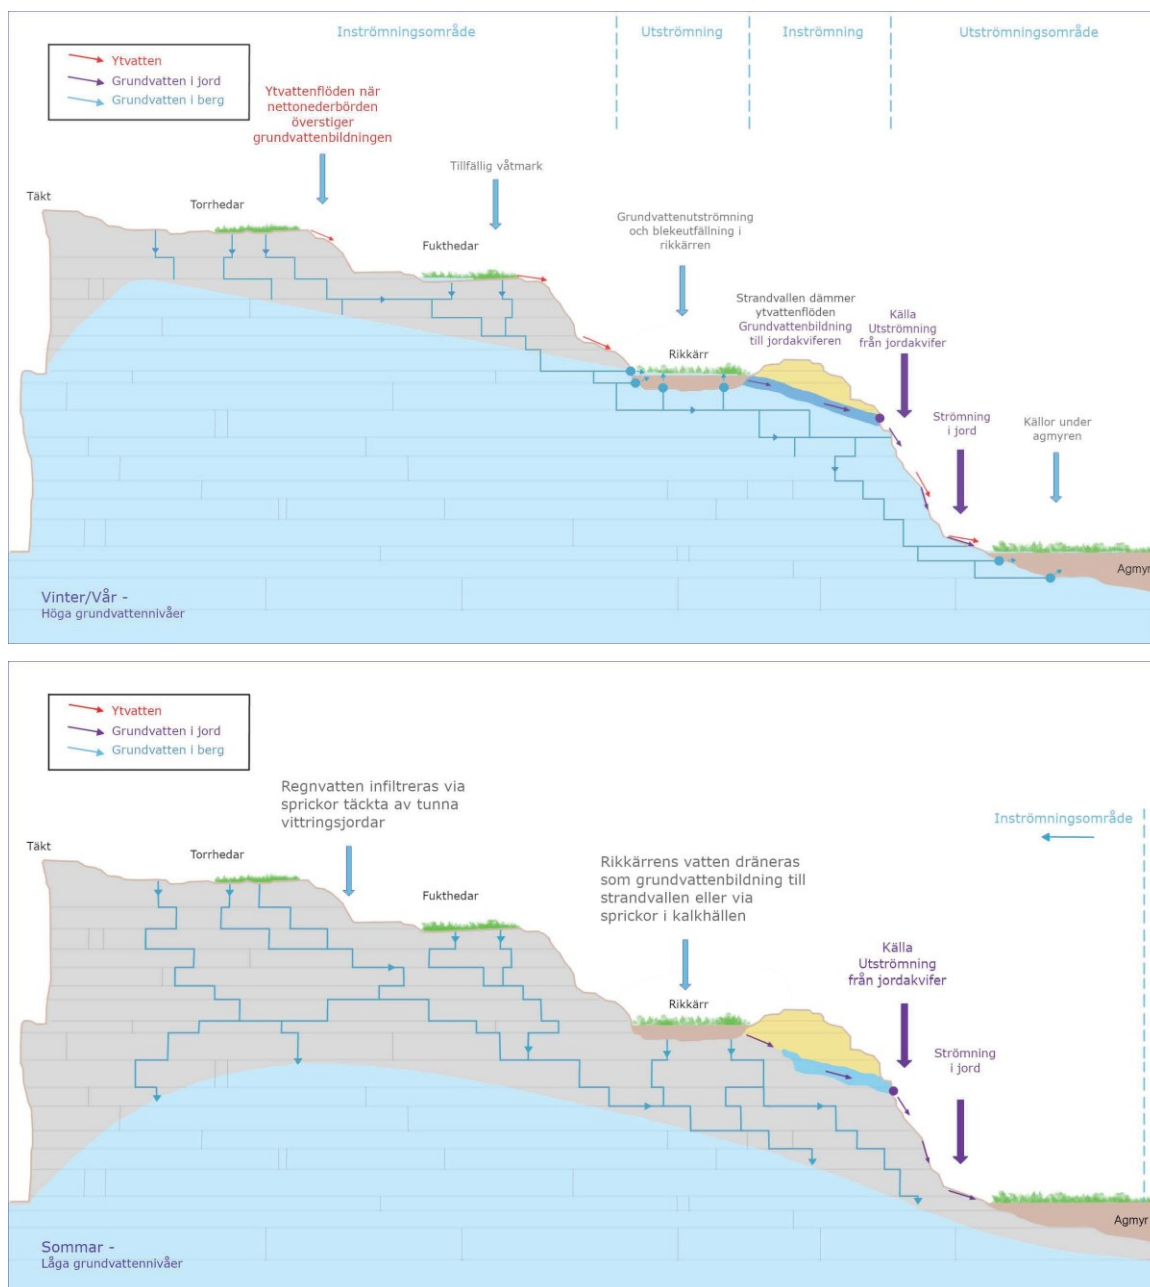 Inströmningsområde
Utströmning
Inströmning
Utströmningsområde
Ytvatten
Grundvatten i jord
Grundvatten i berg
Ytvattenflöden när
nettonederbörden
överstiger
grundvattenbildningen
Tillfällig våtmark
Täkt
Torrhedar
Fukthedar
Grundvattenutströmning
och blekeutfällning i
rikkärren
Strandvallen dämmer
ytvattenflöden
Grundvattenbildning
till jordakviferen
Källa
Utströmning
från jordakvifer
Rikkärr
Strömning
i jord
Källor under
agmyren
Agmyr
Vinter/Vår -
Höga grundvattennivåer
Ytvatten
Grundvatten i jord
Grundvatten i berg
Regnvatten infiltreras via
sprickor täckta av tunna
vittringsjordar
Inströmningsområde
Täkt
Torrhedar
Fukthedar
Rikkärrens vatten dräneras
som grundvattenbildning till
strandvallen eller via
sprickor i kalkhällen
Källa
Utströmning
från jordakvifer
Rikkärr
Strömning
i jord
Agmyr
Sommar -
Låga grundvattennivåer